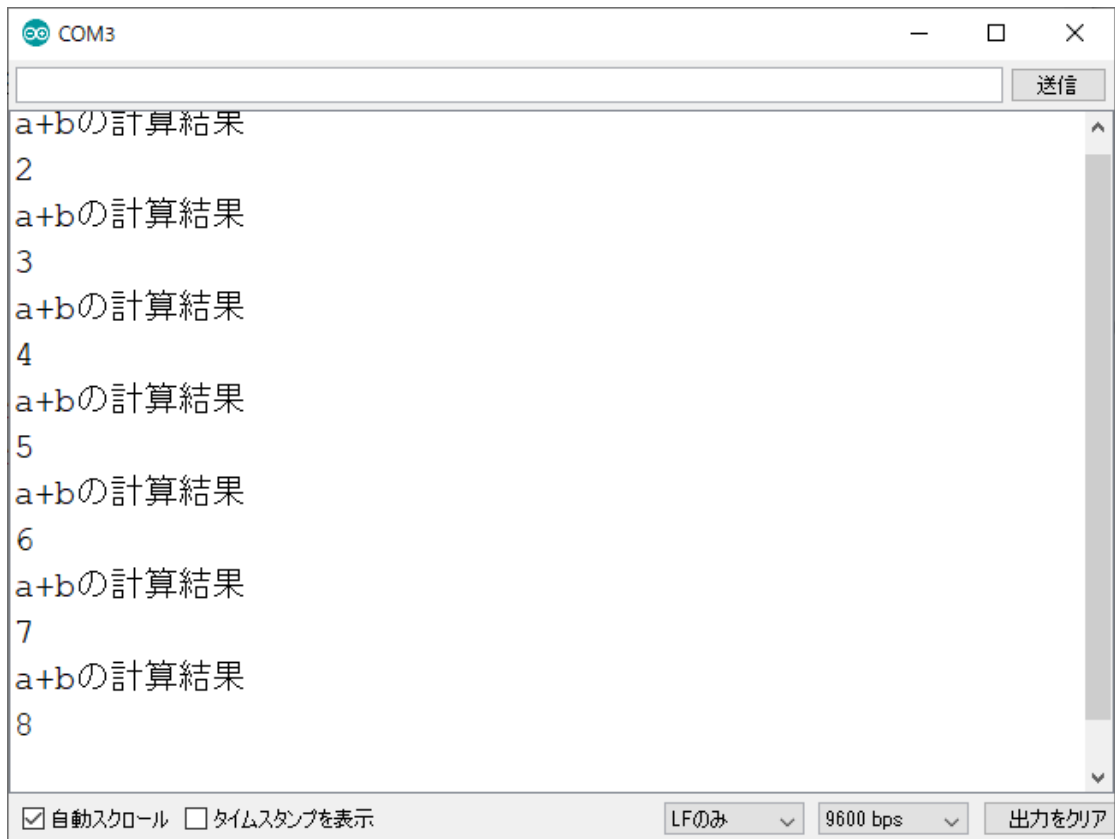 COM3
送信
a+bの計算結果
2
a+bの計算結果
3
a+bの計算結果
4
a+bの計算結果
5
a+bの計算結果
6
a+bの計算結果
7
a+bの計算結果
8
自動スクロール タイムスタンプを表示 LFのみ 9600 bps 出力をクリア